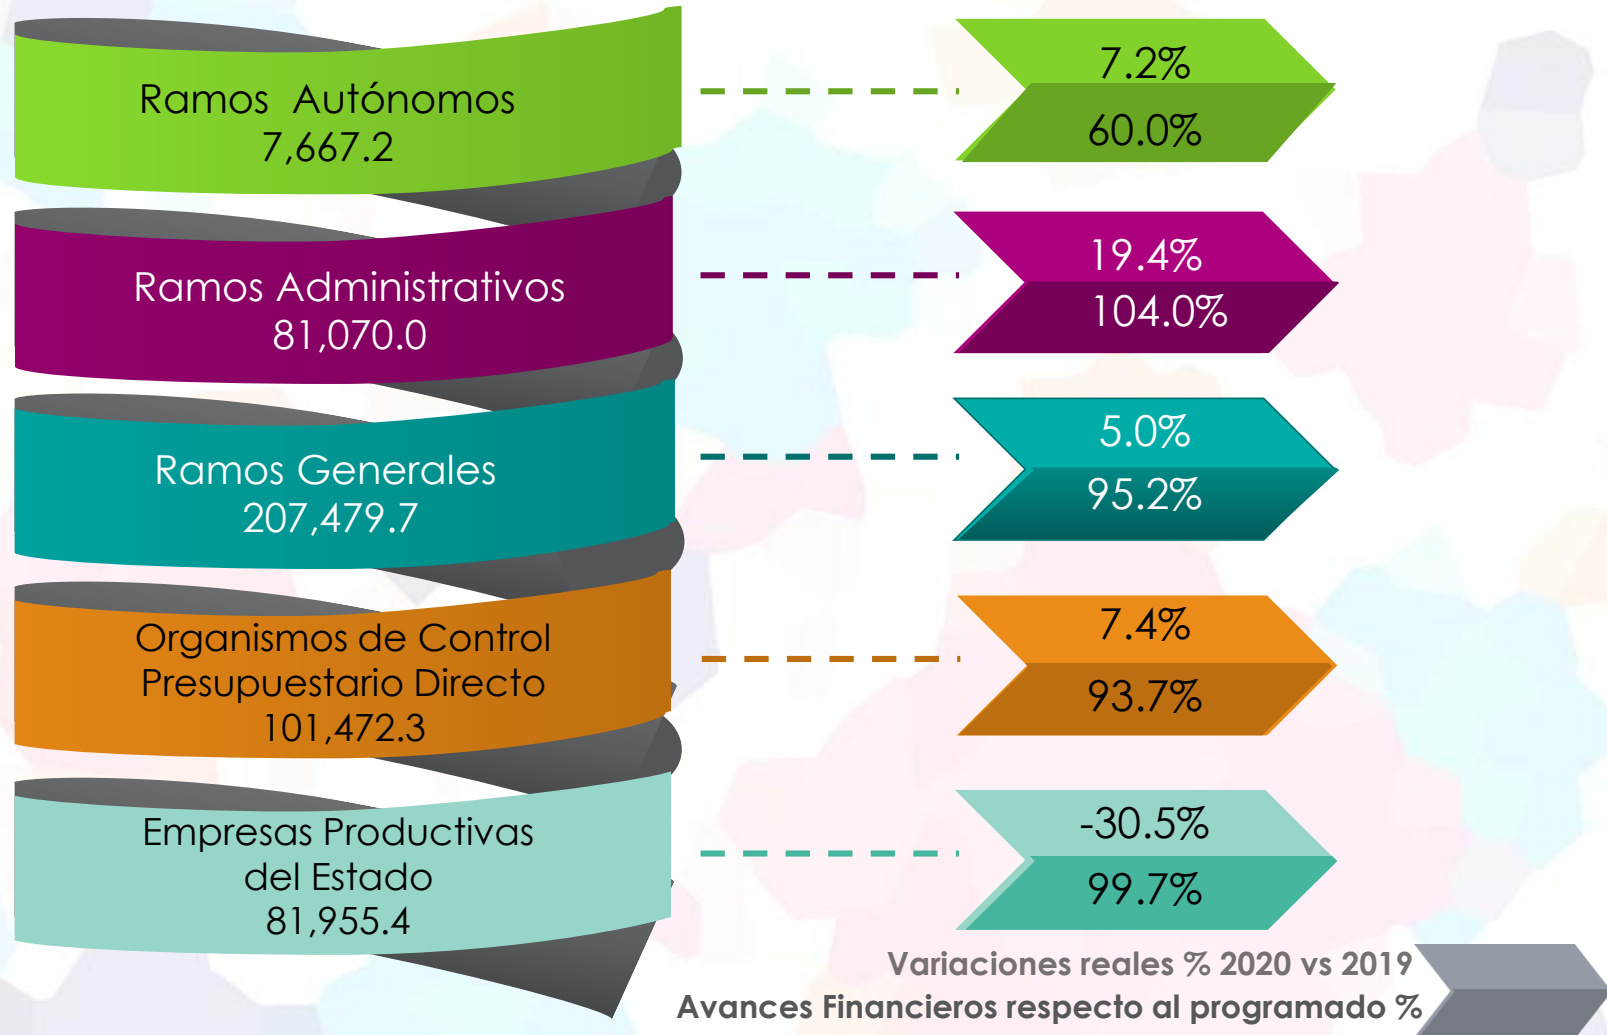 Ramos Autónomos
7,667.2
7.2%
60.0%
Ramos Administrativos
81,070.0
19.4%
104.0%
Ramos Generales
207,479.7
5.0%
95.2%
Organismos de Control
Presupuestario Directo
101,472.3
7.4%
93.7%
Empresas Productivas
del Estado
81,955.4
-30.5%
99.7%
Variaciones reales % 2020 vs 2019
Avances Financieros respecto al programado %